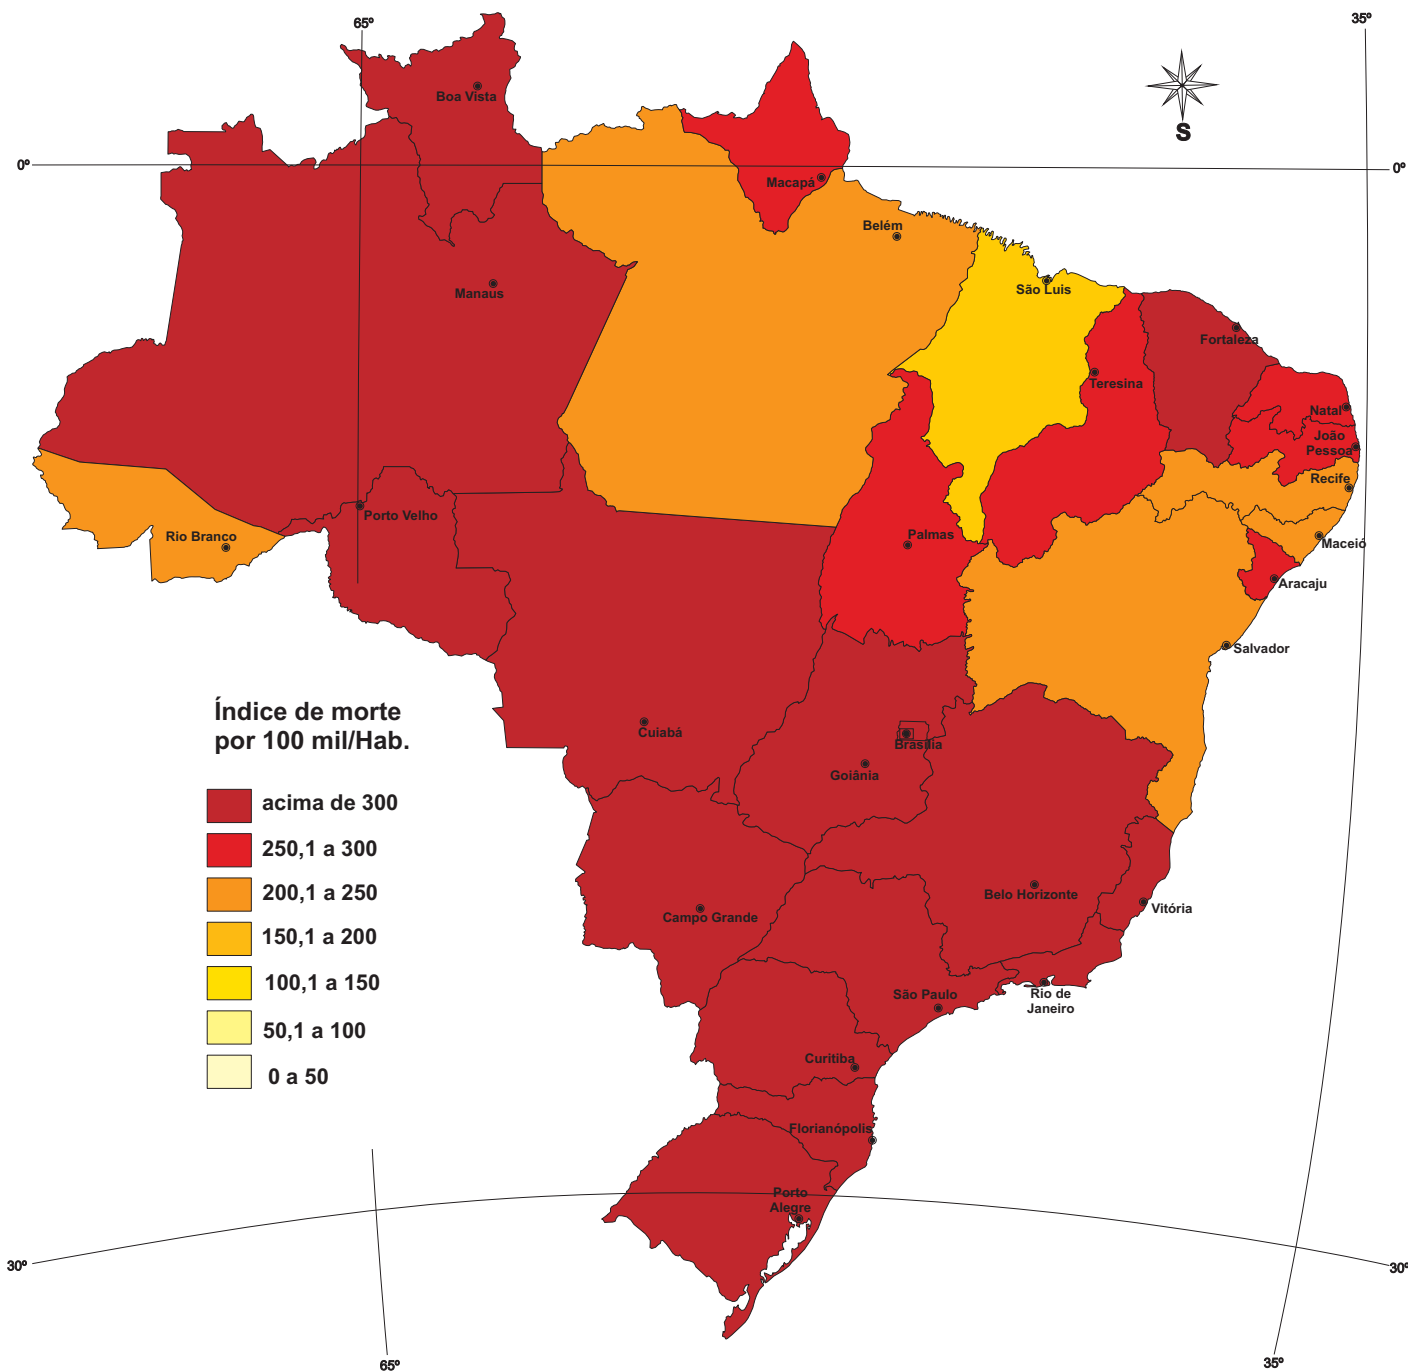 65º
35º
Boa Vista
S
0º
0º
Macapá
Belém
São Luis
Manaus
Fortaleza
Teresina
Natal
João
Pessoa
Recife
Porto Velho
Rio Branco
Palmas
Maceió
Aracaju
Salvador
Índice de morte
por 100 mil/Hab.
Cuiabá
Brasília
Goiânia
acima de 300
250,1 a 300
200,1 a 250
150,1 a 200
100,1 a 150
50,1 a 100
0 a 50
Belo Horizonte
Campo Grande
Vitória
São Paulo
Rio de
Janeiro
Curitiba
Florianópolis
Porto
Alegre
30º
30º
65º
35º